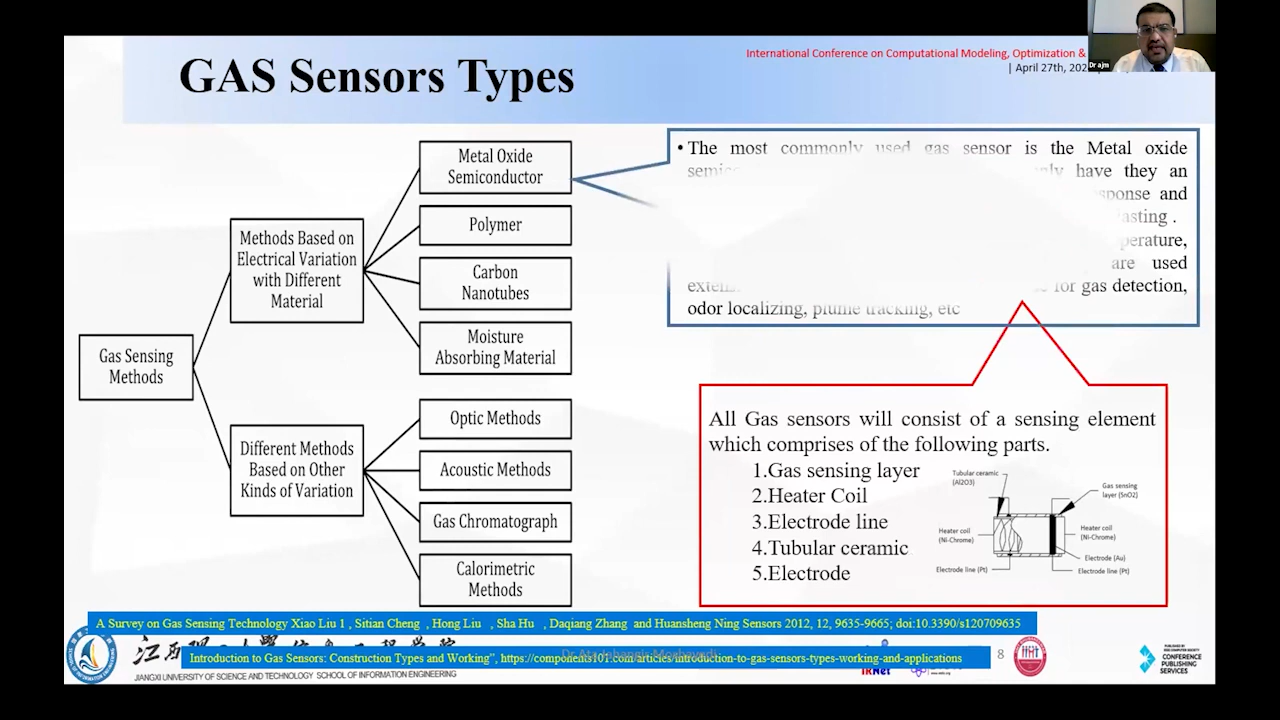 GAS Sensors Types
International Conference on Computational Modeling, Optimization &
| April 27th, 202
Dr ajm
Gas Sensing
Methods
Methods Based on
Electrical Variation
with Different
Material
Different Methods
Based on Other
Kinds of Variation
Metal Oxide
Semiconductor
Polymer
Carbon
Nanotubes
Moisture
Absorbing Material
Optic Methods
Acoustic Methods
Gas Chromatograph
Calorimetric
Methods
• The most commonly used gas sensor is the Metal oxide
have they an
and
are used
for gas detection,
odor localizing, plume tracking, etc
All Gas sensors will consist of a sensing element
which comprises of the following parts.
1.Gas sensing layer
2.Heater Coil
3.Electrode line
4.Tubular ceramic
5.Electrode
Tubular ceramic
(Al2O3)
Gas sensing
layer (SnO2)
Heater coil
(Ni-Chrome)
Heater coil
(Ni-Chrome)
Electrode (Au)
Electrode line (Pt)
Electrode line (Pt)
A Survey on Gas Sensing Technology Xiao Liu 1 , Sitian Cheng , Hong Liu , Sha Hu , Daqiang Zhang and Huansheng Ning Sensors 2012, 12, 9635-9665; doi:10.3390/s120709635
Introduction to Gas Sensors: Construction Types and Working”, https://components101.com/articles/introduction-to-gas-sensors-types-working-and-applications
JIANGXI UNIVERSITY OF SCIENCE AND TECHNOLOGY SCHOOL OF INFORMATION ENGINEERING
IRNet
8
CONFERENCE
PUBLISHING
SERVICES